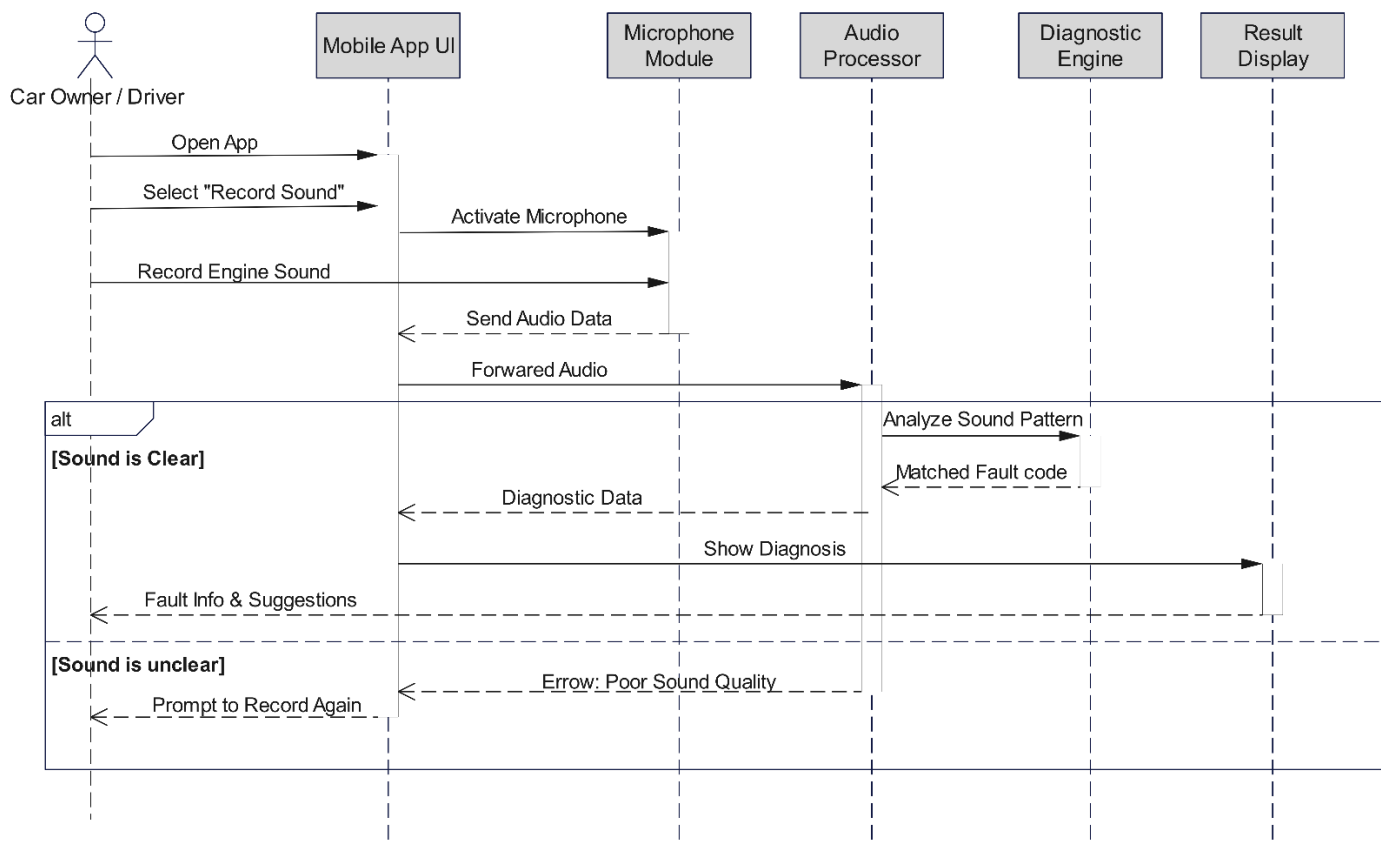 Mobile App UI
Microphone
Module
Audio
Processor
Diagnostic
Engine
Result
Display
Car Owner / Driver
Open App
Select "Record Sound"
Activate Microphone
Record Engine Sound
Send Audio Data
Forwared Audio
alt
Analyze Sound Pattern
[Sound is Clear]
Matched Fault code
Diagnostic Data
Show Diagnosis
Fault Info & Suggestions
[Sound is unclear]
Errow: Poor Sound Quality
Prompt to Record Again